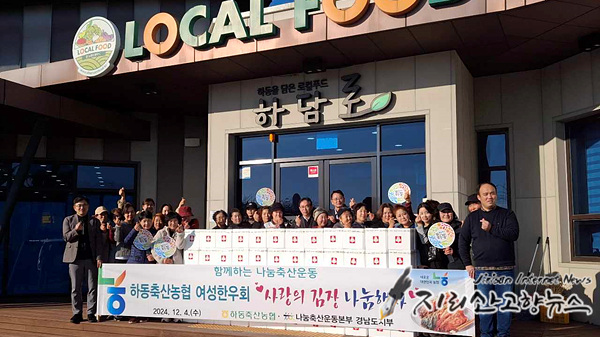 LOCAL FOOD
LOCAL FOOD
하동을 담은 로컬푸드
하남로
함께하는 나눔축산운동
하동축산농협 여성한우회 "사랑의 김장 나눔행사"
2024. 12. 4.(수)
하동축산농협 · 나눔축산운동본부 경남도지부
Jirisan Internet News
지리산고향뉴스